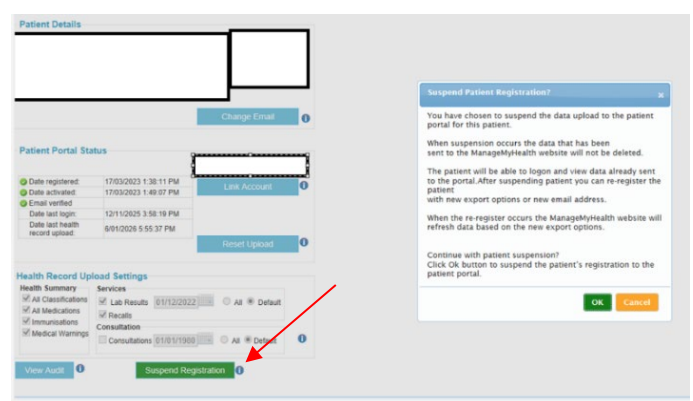 Patient Details
Change Email
Patient Portal Status
Date registered: 17/03/2023 1:38:11 PM
Date activated: 17/03/2023 1:49:07 PM
Email verified
Date last login: 12/11/2025 3:58:19 PM
Date last health
record upload: 6/01/2026 5:55:37 PM
Link Account
Reset Upload
Health Record Upload Settings
Health Summary Services
All Classifications Lab Results 01/12/2022 All Default
All Medications Recalls
Immunisations Consultation
Medical Warnings Consultations 01/01/1900 All Default
View Audit Suspend Registration
Suspend Patient Registration? x
You have chosen to suspend the data upload to the patient
portal for this patient.
When suspension occurs the data that has been
sent to the ManageMyHealth website will not be deleted.
The patient will be able to logon and view data already sent
to the portal.After suspending patient you can re-register the
patient
with new export options or new email address.
When the re-register occurs the ManageMyHealth website will
refresh data based on the new export options.
Continue with patient suspension?
Click Ok button to suspend the patient's registration to the
patient portal.
OK Cancel